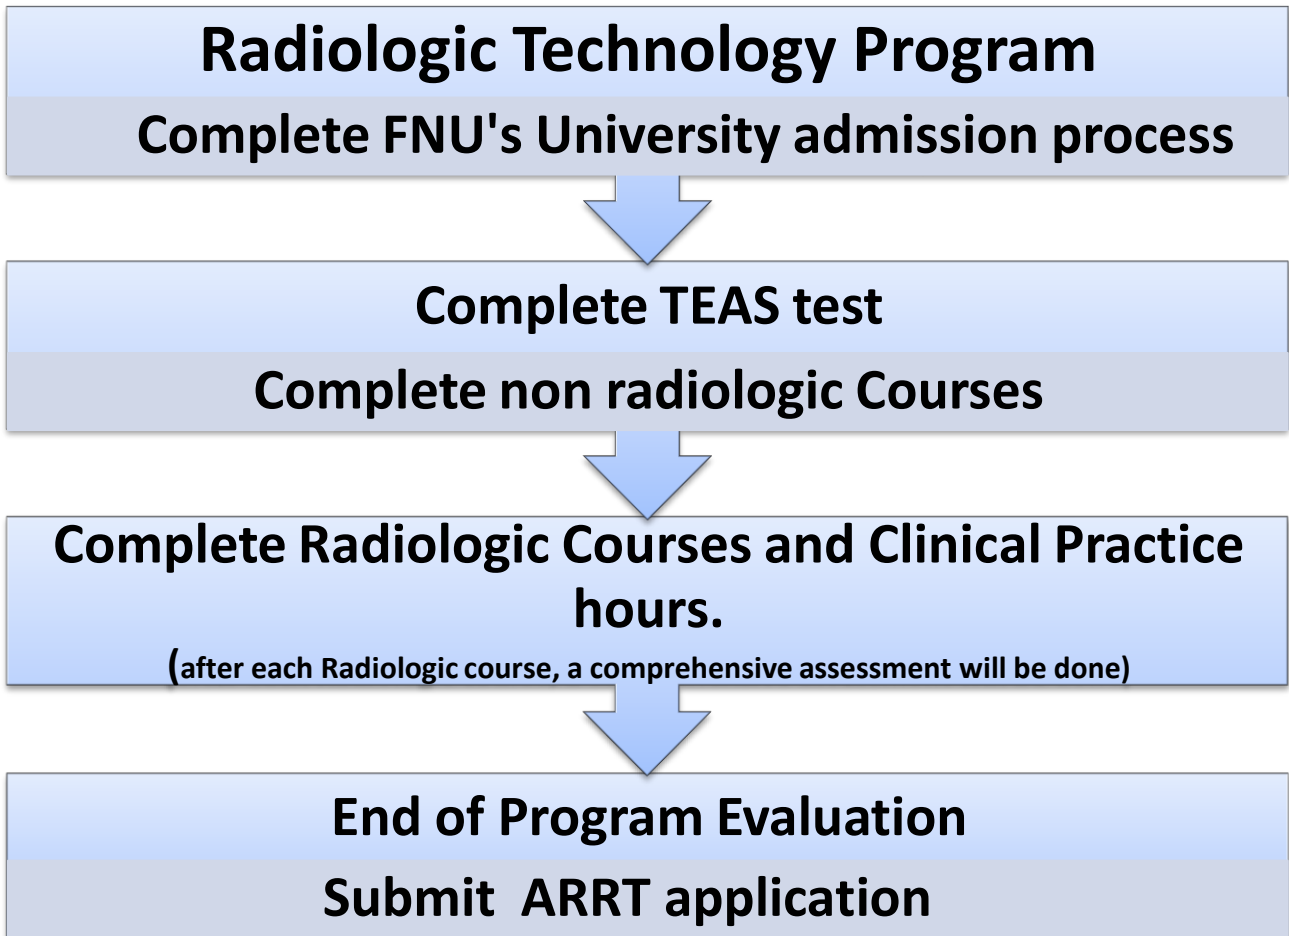 Radiologic Technology Program
Complete FNU's University admission process
Complete TEAS test
Complete non radiologic Courses
Complete Radiologic Courses and Clinical Practice
hours.
(after each Radiologic course, a comprehensive assessment will be done)
End of Program Evaluation
Submit  ARRT application